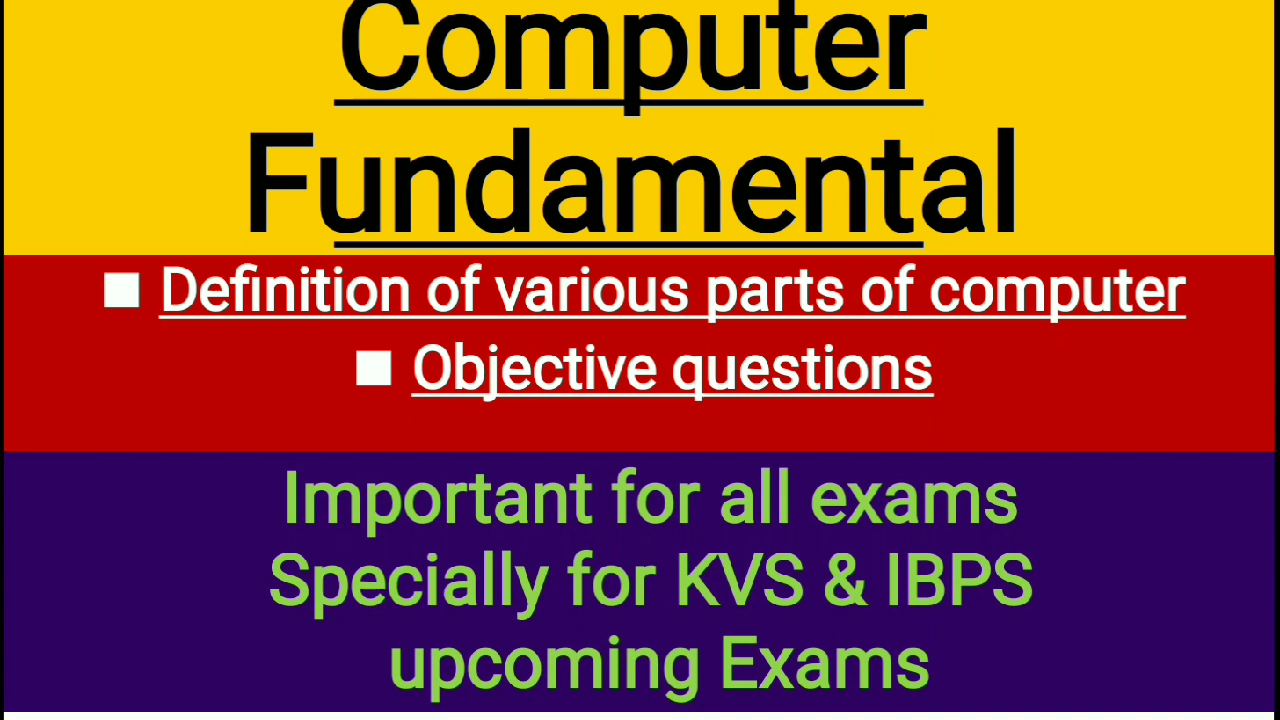 Computer
Fundamental
■ Definition of various parts of computer
■ Objective questions
Important for all exams
Specially for KVS & IBPS
upcoming Exams